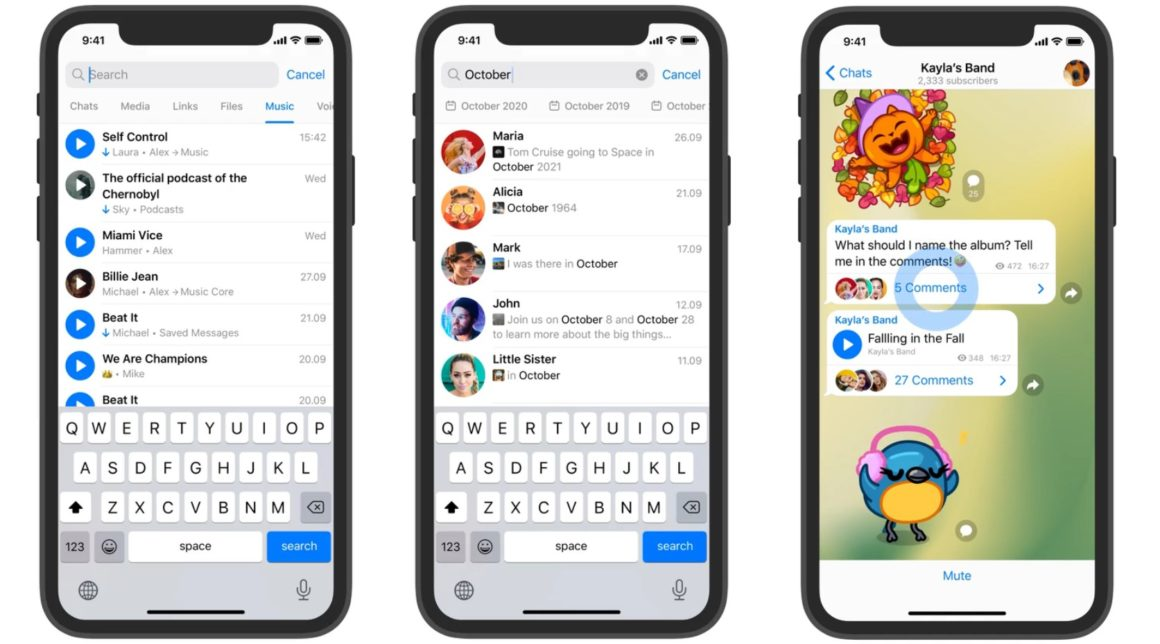 9:41
Search
Cancel
Chats Media Links Files Music Voi
Self Control 15:42
Laura • Alex → Music
The official podcast of the Wed
Chernobyl
Sky • Podcasts
Miami Vice Wed
Hammer • Alex
Billie Jean 27.09
Michael • Alex → Music Core
Beat It 21.09
Michael • Saved Messages
We Are Champions 20.09
• Mike
Beat It 20.09
Q W E R T Y U I O P
A S D F G H J K L
Z X C V B N M
123 space search
9:41
October
Cancel
October 2020 October 2019 October
Maria 26.09
Tom Cruise going to Space in
October 2021
Alicia 21.09
October 1964
Mark 17.09
I was there in October
John 12.09
Join us on October 8 and October 28
to learn more about the big things...
Little Sister 11.09
in October
Q W E R T Y U I O P
A S D F G H J K L
Z X C V B N M
123 space search
9:41
Chats Kayla's Band
2,333 subscribers
25
Kayla's Band
What should I name the album? Tell
me in the comments! 472 16:27
5 Comments
Kayla's Band
Fallling in the Fall
Kayla's Band 348 16:27
27 Comments
Mute